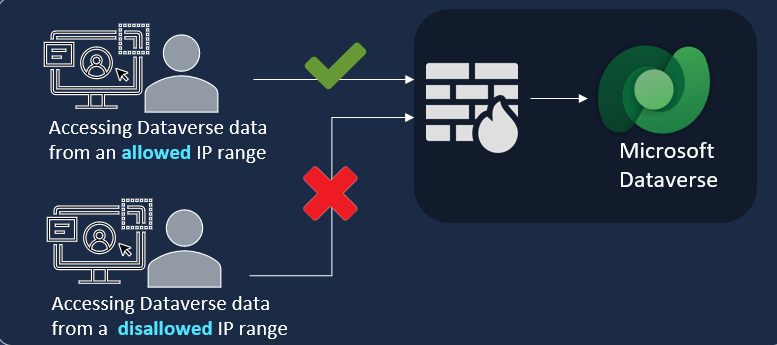 Accessing Dataverse data
from an allowed IP range
Microsoft
Dataverse
Accessing Dataverse data
from a disallowed IP range